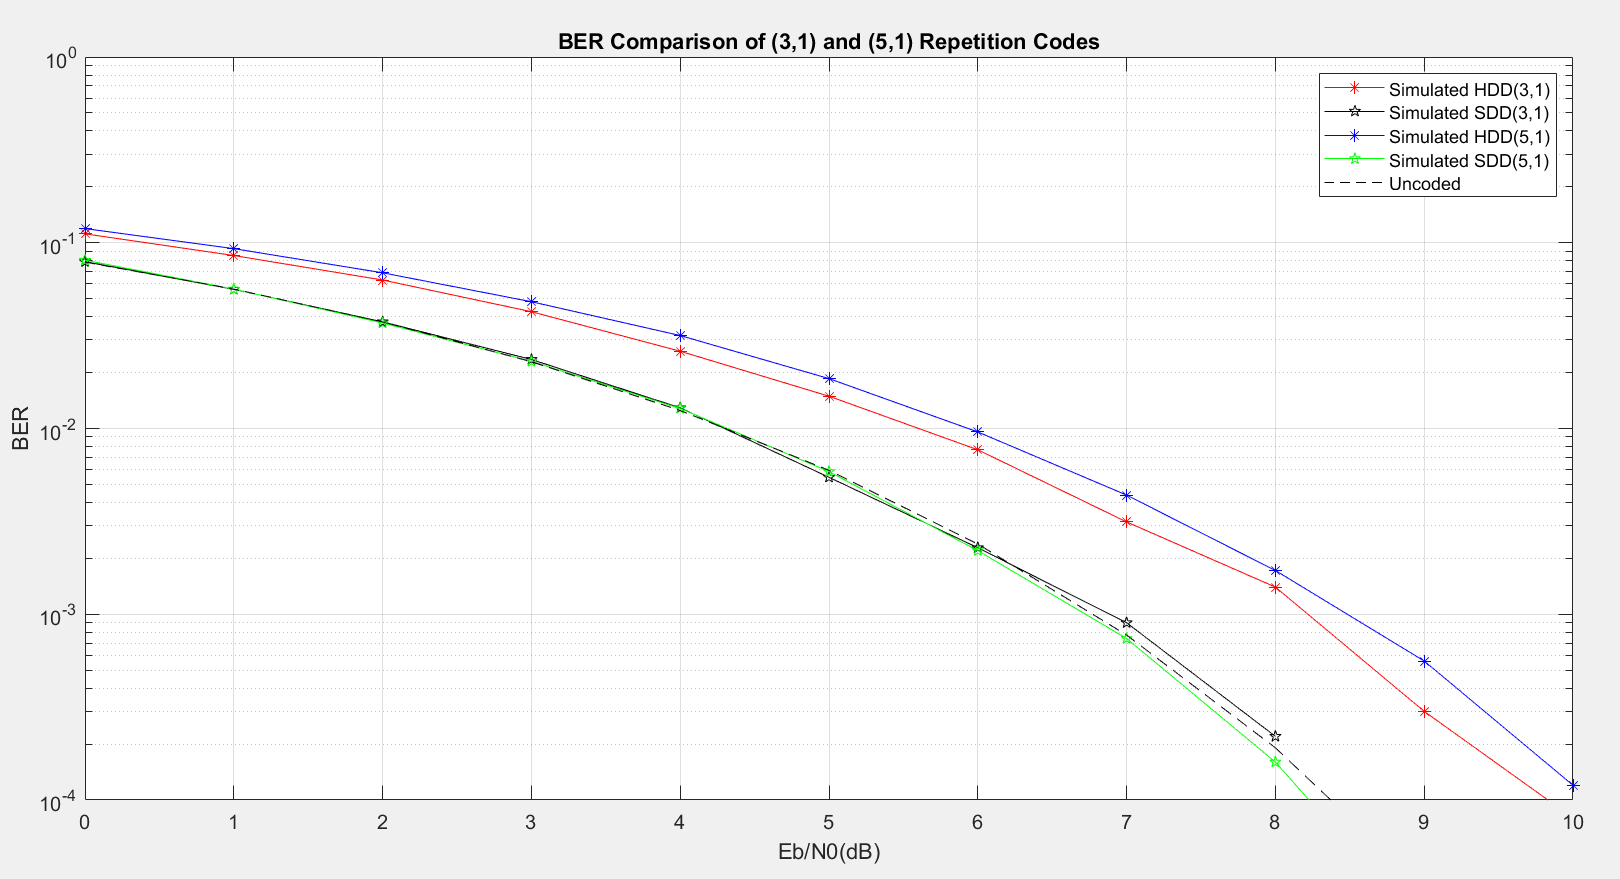 BER Comparison of (3,1) and (5,1) Repetition Codes
10^0
10^-1
10^-2
10^-3
10^-4
BER
Simulated HDD(3,1)
Simulated SDD(3,1)
Simulated HDD(5,1)
Simulated SDD(5,1)
Uncoded
0 1 2 3 4 5 6 7 8 9 10
Eb/N0(dB)